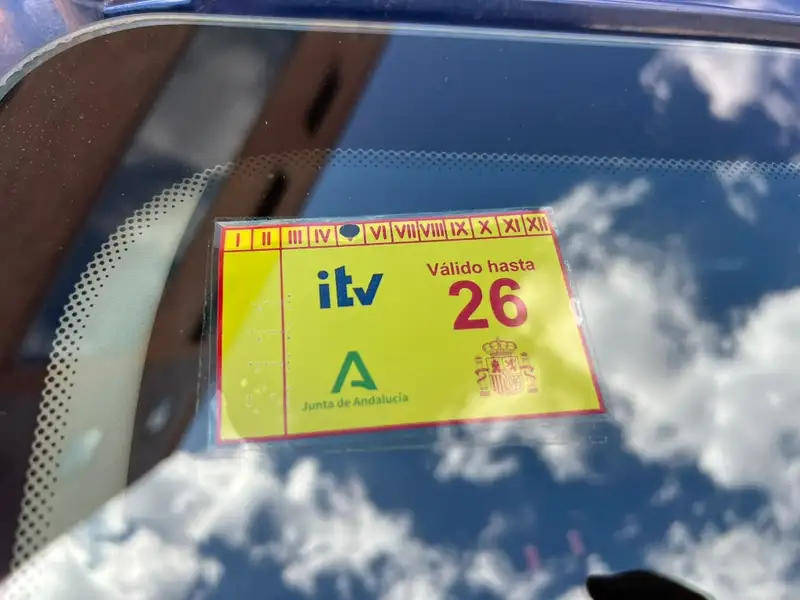 I II III IV VI VII VIII IX X XI XII
itv
Válido hasta
26
Junta de Andalucía